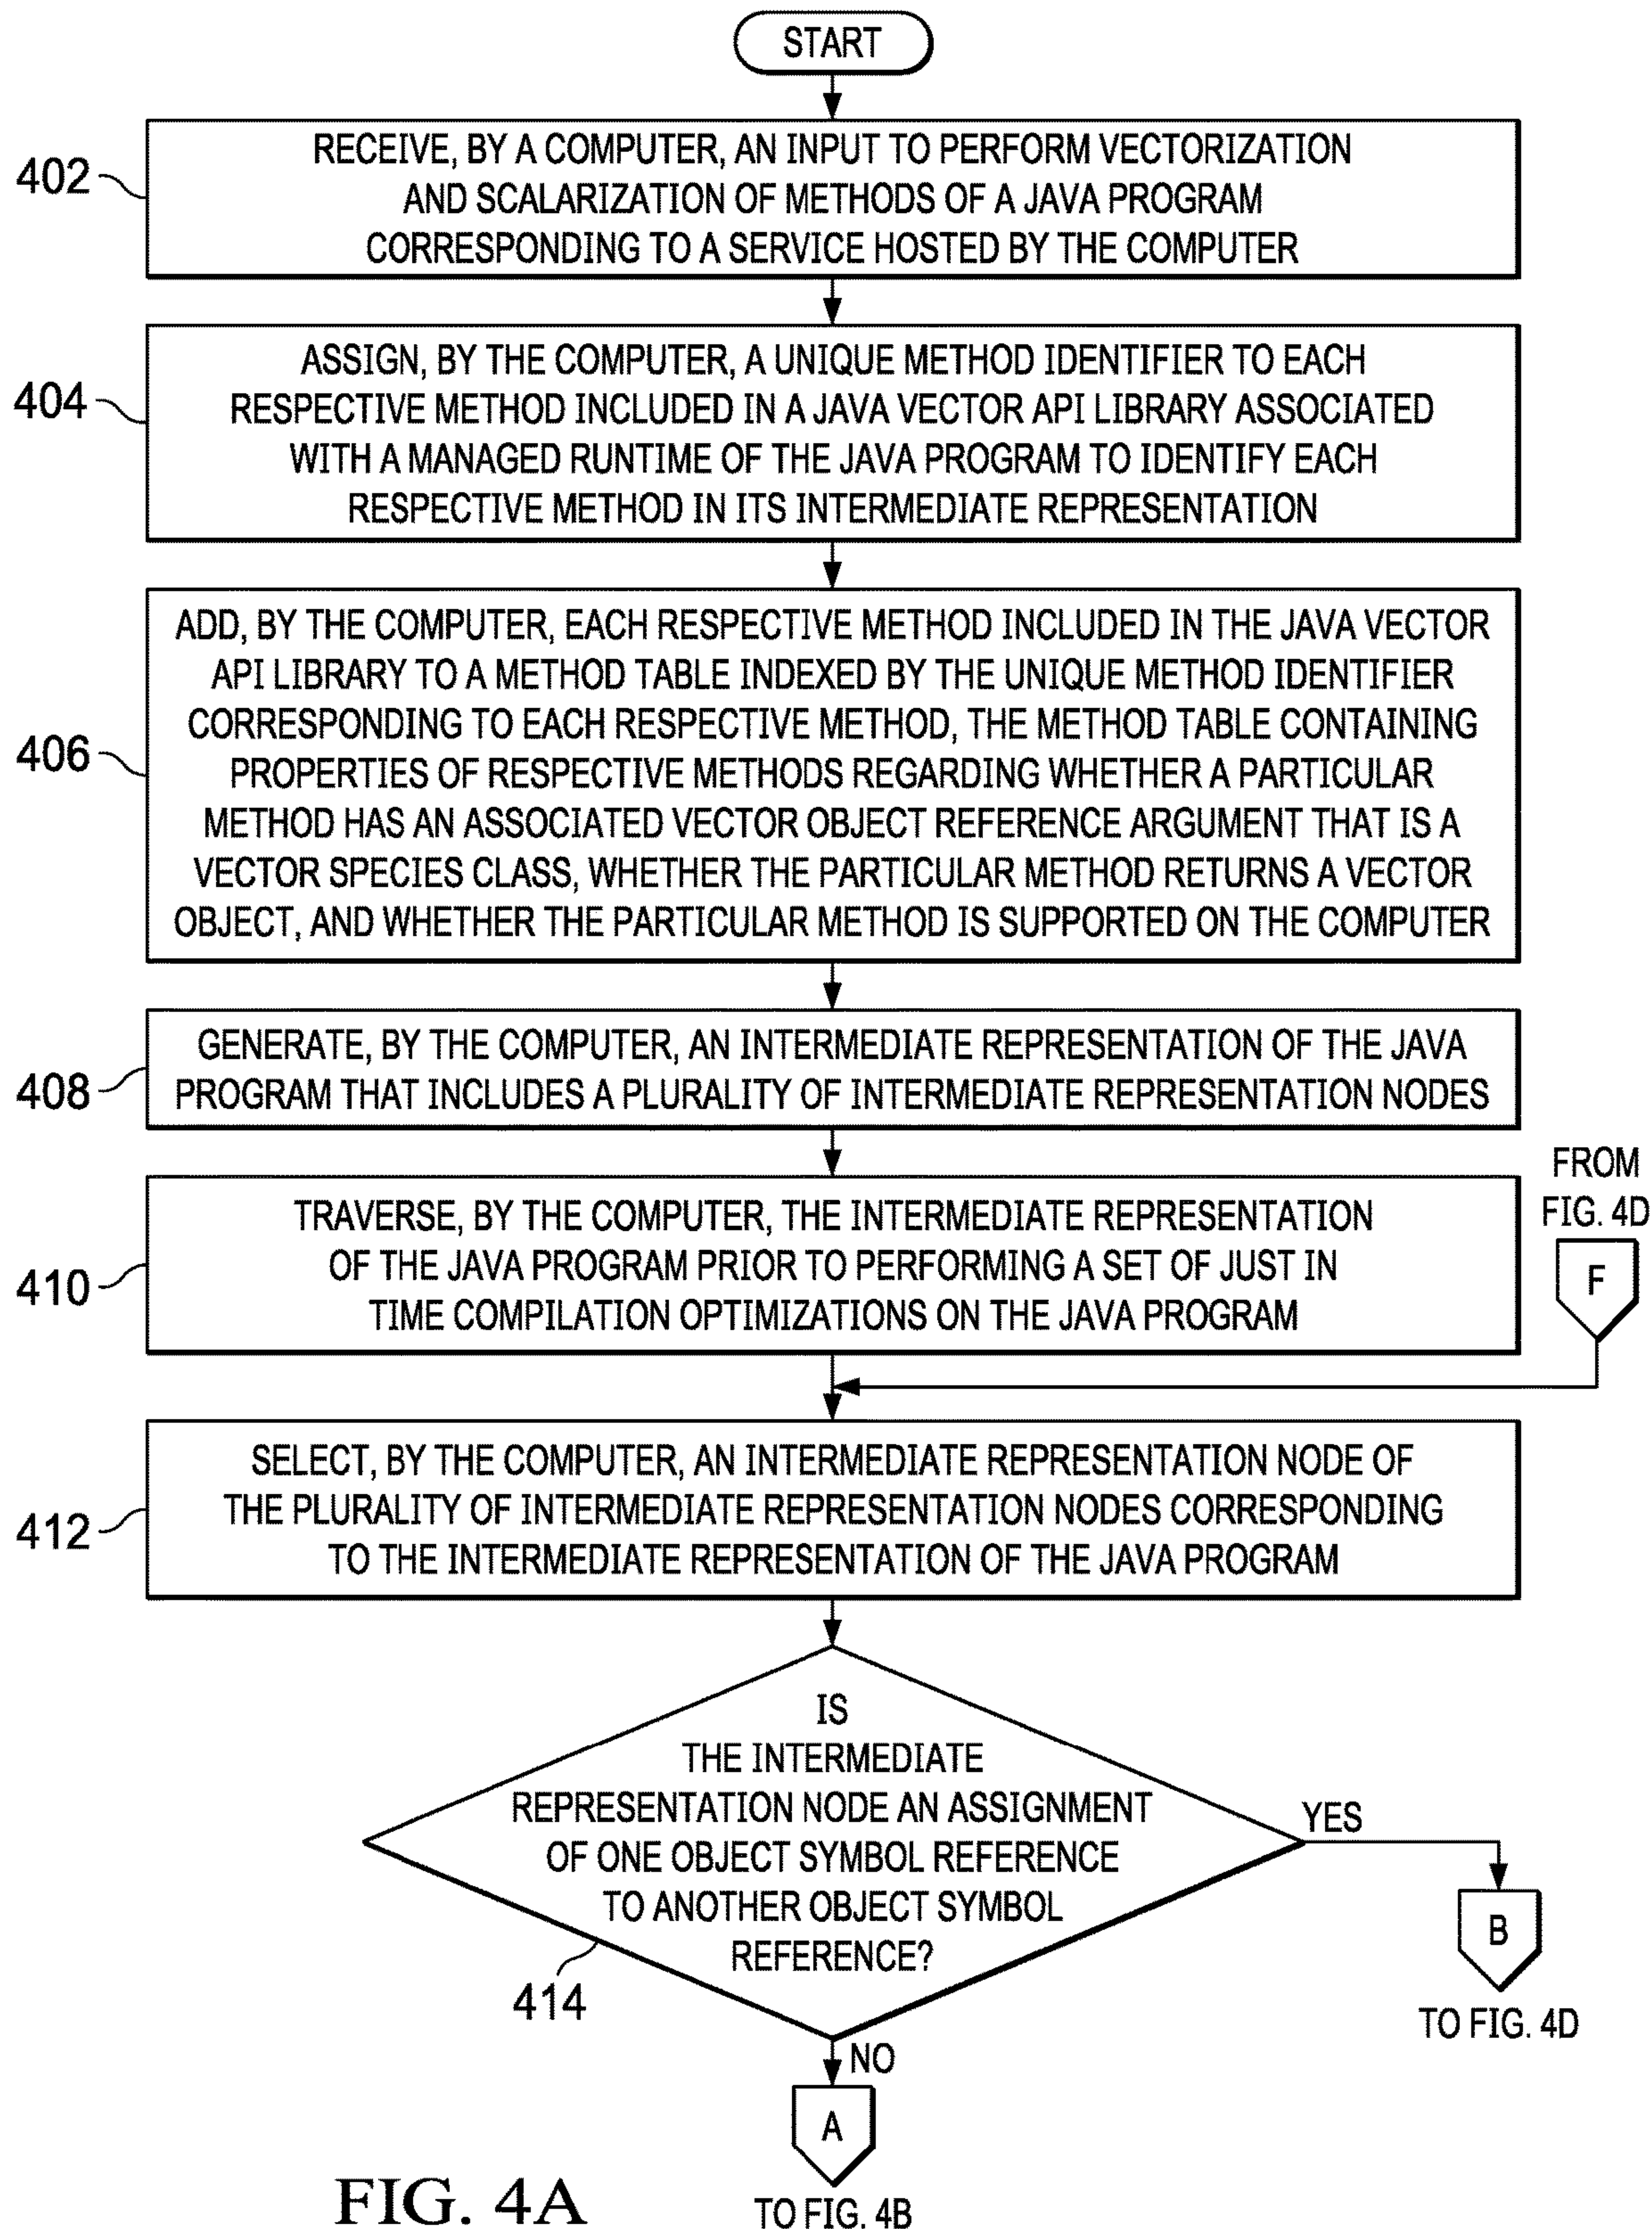 START
402
RECEIVE, BY A COMPUTER, AN INPUT TO PERFORM VECTORIZATION
AND SCALARIZATION OF METHODS OF A JAVA PROGRAM
CORRESPONDING TO A SERVICE HOSTED BY THE COMPUTER
404
ASSIGN, BY THE COMPUTER, A UNIQUE METHOD IDENTIFIER TO EACH
RESPECTIVE METHOD INCLUDED IN A JAVA VECTOR API LIBRARY ASSOCIATED
WITH A MANAGED RUNTIME OF THE JAVA PROGRAM TO IDENTIFY EACH
RESPECTIVE METHOD IN ITS INTERMEDIATE REPRESENTATION
406
ADD, BY THE COMPUTER, EACH RESPECTIVE METHOD INCLUDED IN THE JAVA VECTOR
API LIBRARY TO A METHOD TABLE INDEXED BY THE UNIQUE METHOD IDENTIFIER
CORRESPONDING TO EACH RESPECTIVE METHOD, THE METHOD TABLE CONTAINING
PROPERTIES OF RESPECTIVE METHODS REGARDING WHETHER A PARTICULAR
METHOD HAS AN ASSOCIATED VECTOR OBJECT REFERENCE ARGUMENT THAT IS A
VECTOR SPECIES CLASS, WHETHER THE PARTICULAR METHOD RETURNS A VECTOR
OBJECT, AND WHETHER THE PARTICULAR METHOD IS SUPPORTED ON THE COMPUTER
408
GENERATE, BY THE COMPUTER, AN INTERMEDIATE REPRESENTATION OF THE JAVA
PROGRAM THAT INCLUDES A PLURALITY OF INTERMEDIATE REPRESENTATION NODES
410
TRAVERSE, BY THE COMPUTER, THE INTERMEDIATE REPRESENTATION
OF THE JAVA PROGRAM PRIOR TO PERFORMING A SET OF JUST IN
TIME COMPILATION OPTIMIZATIONS ON THE JAVA PROGRAM
FROM
FIG. 4D
F
412
SELECT, BY THE COMPUTER, AN INTERMEDIATE REPRESENTATION NODE OF
THE PLURALITY OF INTERMEDIATE REPRESENTATION NODES CORRESPONDING
TO THE INTERMEDIATE REPRESENTATION OF THE JAVA PROGRAM
IS
THE INTERMEDIATE
REPRESENTATION NODE AN ASSIGNMENT
OF ONE OBJECT SYMBOL REFERENCE
TO ANOTHER OBJECT SYMBOL
REFERENCE?
414
YES
B
TO FIG. 4D
NO
A
TO FIG. 4B
FIG. 4A